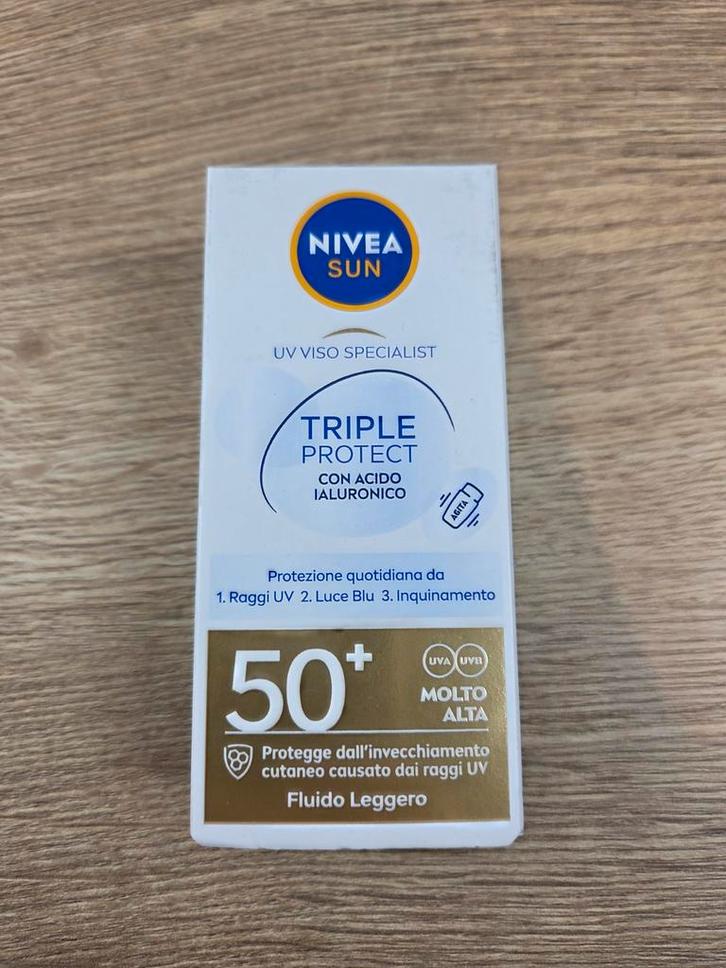 NIVEA
SUN
UV VISO SPECIALIST
TRIPLE
PROTECT
CON ACIDO
IALURONICO
AGITA
Protezione quotidiana da
1. Raggi UV 2. Luce Blu 3. Inquinamento
50+
UVA UVB
MOLTO
ALTA
Protegge dall'invecchiamento
cutaneo causato dai raggi UV
Fluido Leggero